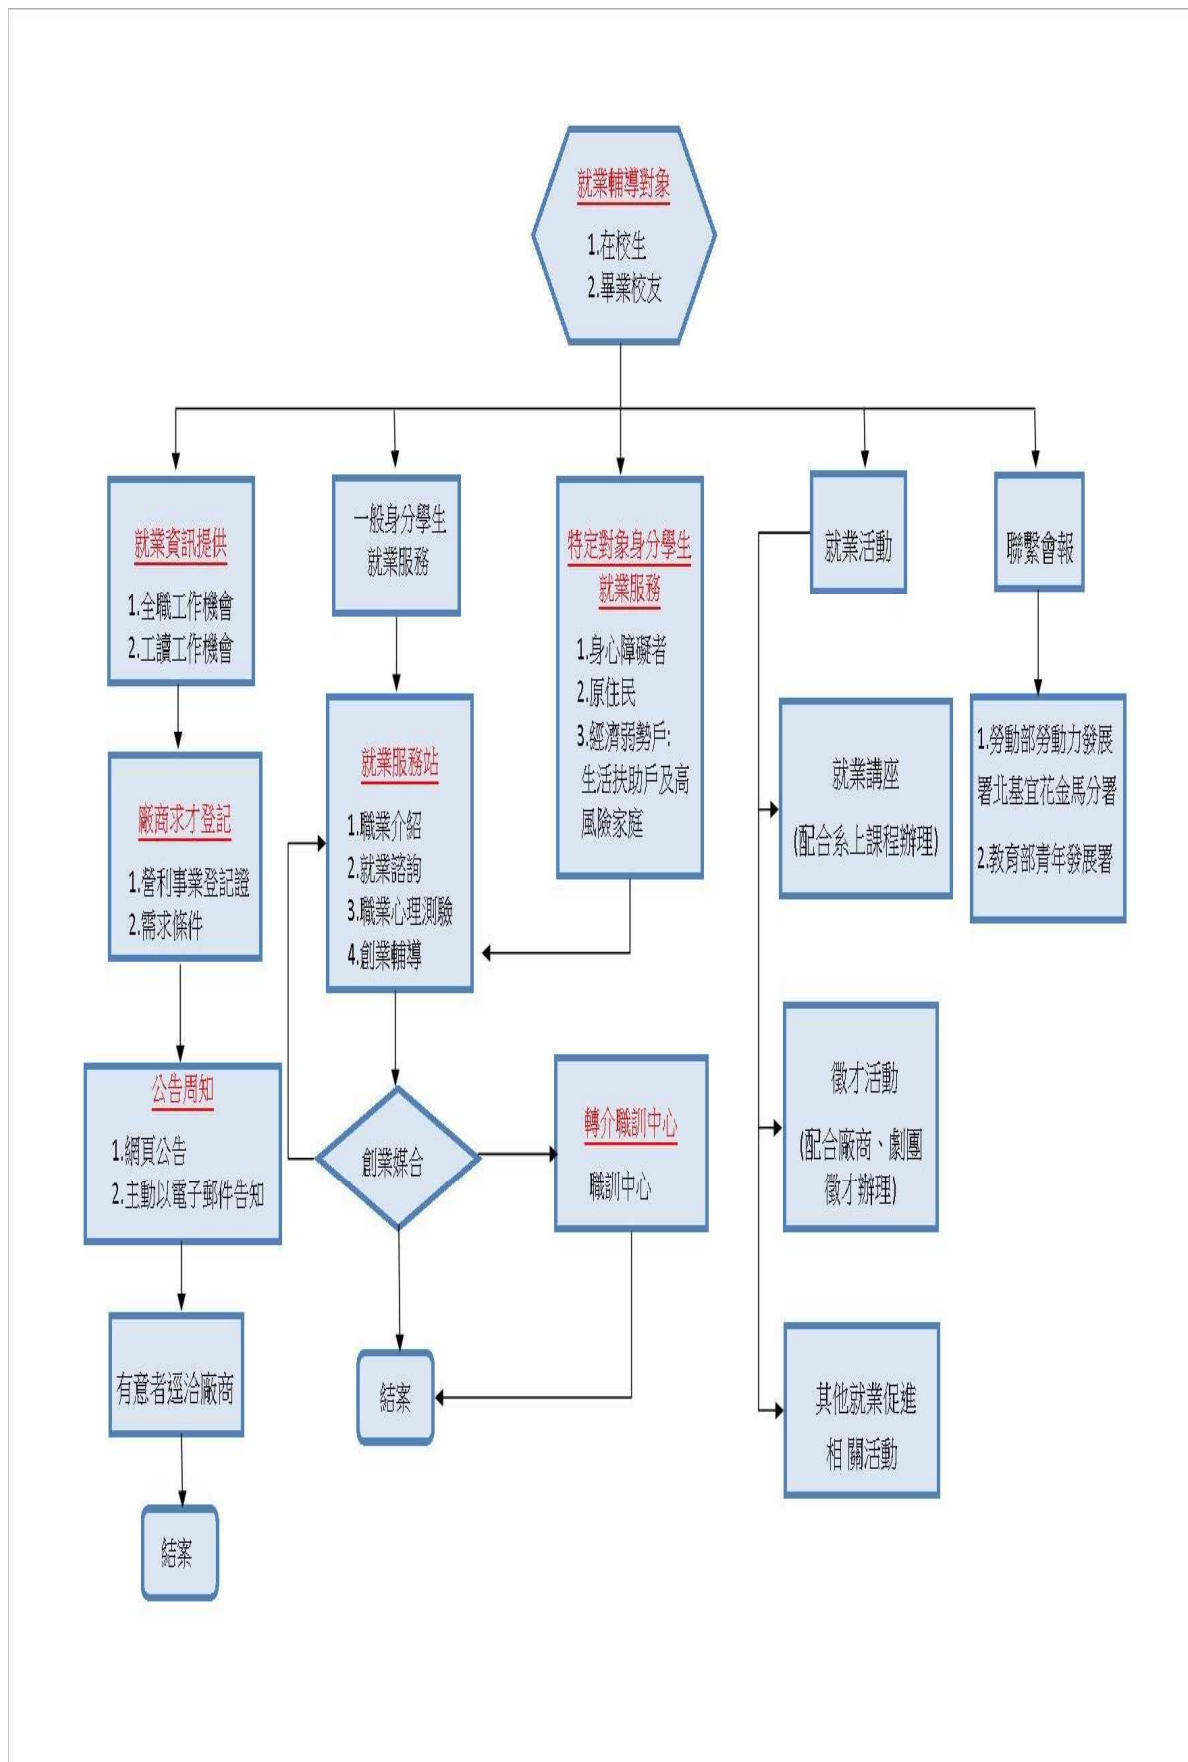 就業輔導對象
1.在校生
2.畢業校友
就業資訊提供
1.全職工作機會
2.工讀工作機會
一般身分學生
就業服務
特定對象身分學生
就業服務
1.身心障礙者
2.原住民
3.經濟弱勢戶:
生活扶助戶及高
風險家庭
就業活動
聯繫會報
廠商求才登記
1.營利事業登記證
2.需求條件
就業服務站
1.職業介紹
2.就業諮詢
3.職業心理測驗
4.創業輔導
就業講座
(配合系上課程辦理)
1.勞動部勞動力發展
署北基宜花金馬分署
2.教育部青年發展署
公告周知
1.網頁公告
2.主動以電子郵件告知
創業媒合
轉介職訓中心
職訓中心
徵才活動
(配合廠商、劇團
徵才辦理)
有意者逕洽廠商
結案
其他就業促進
相 關活動
結案